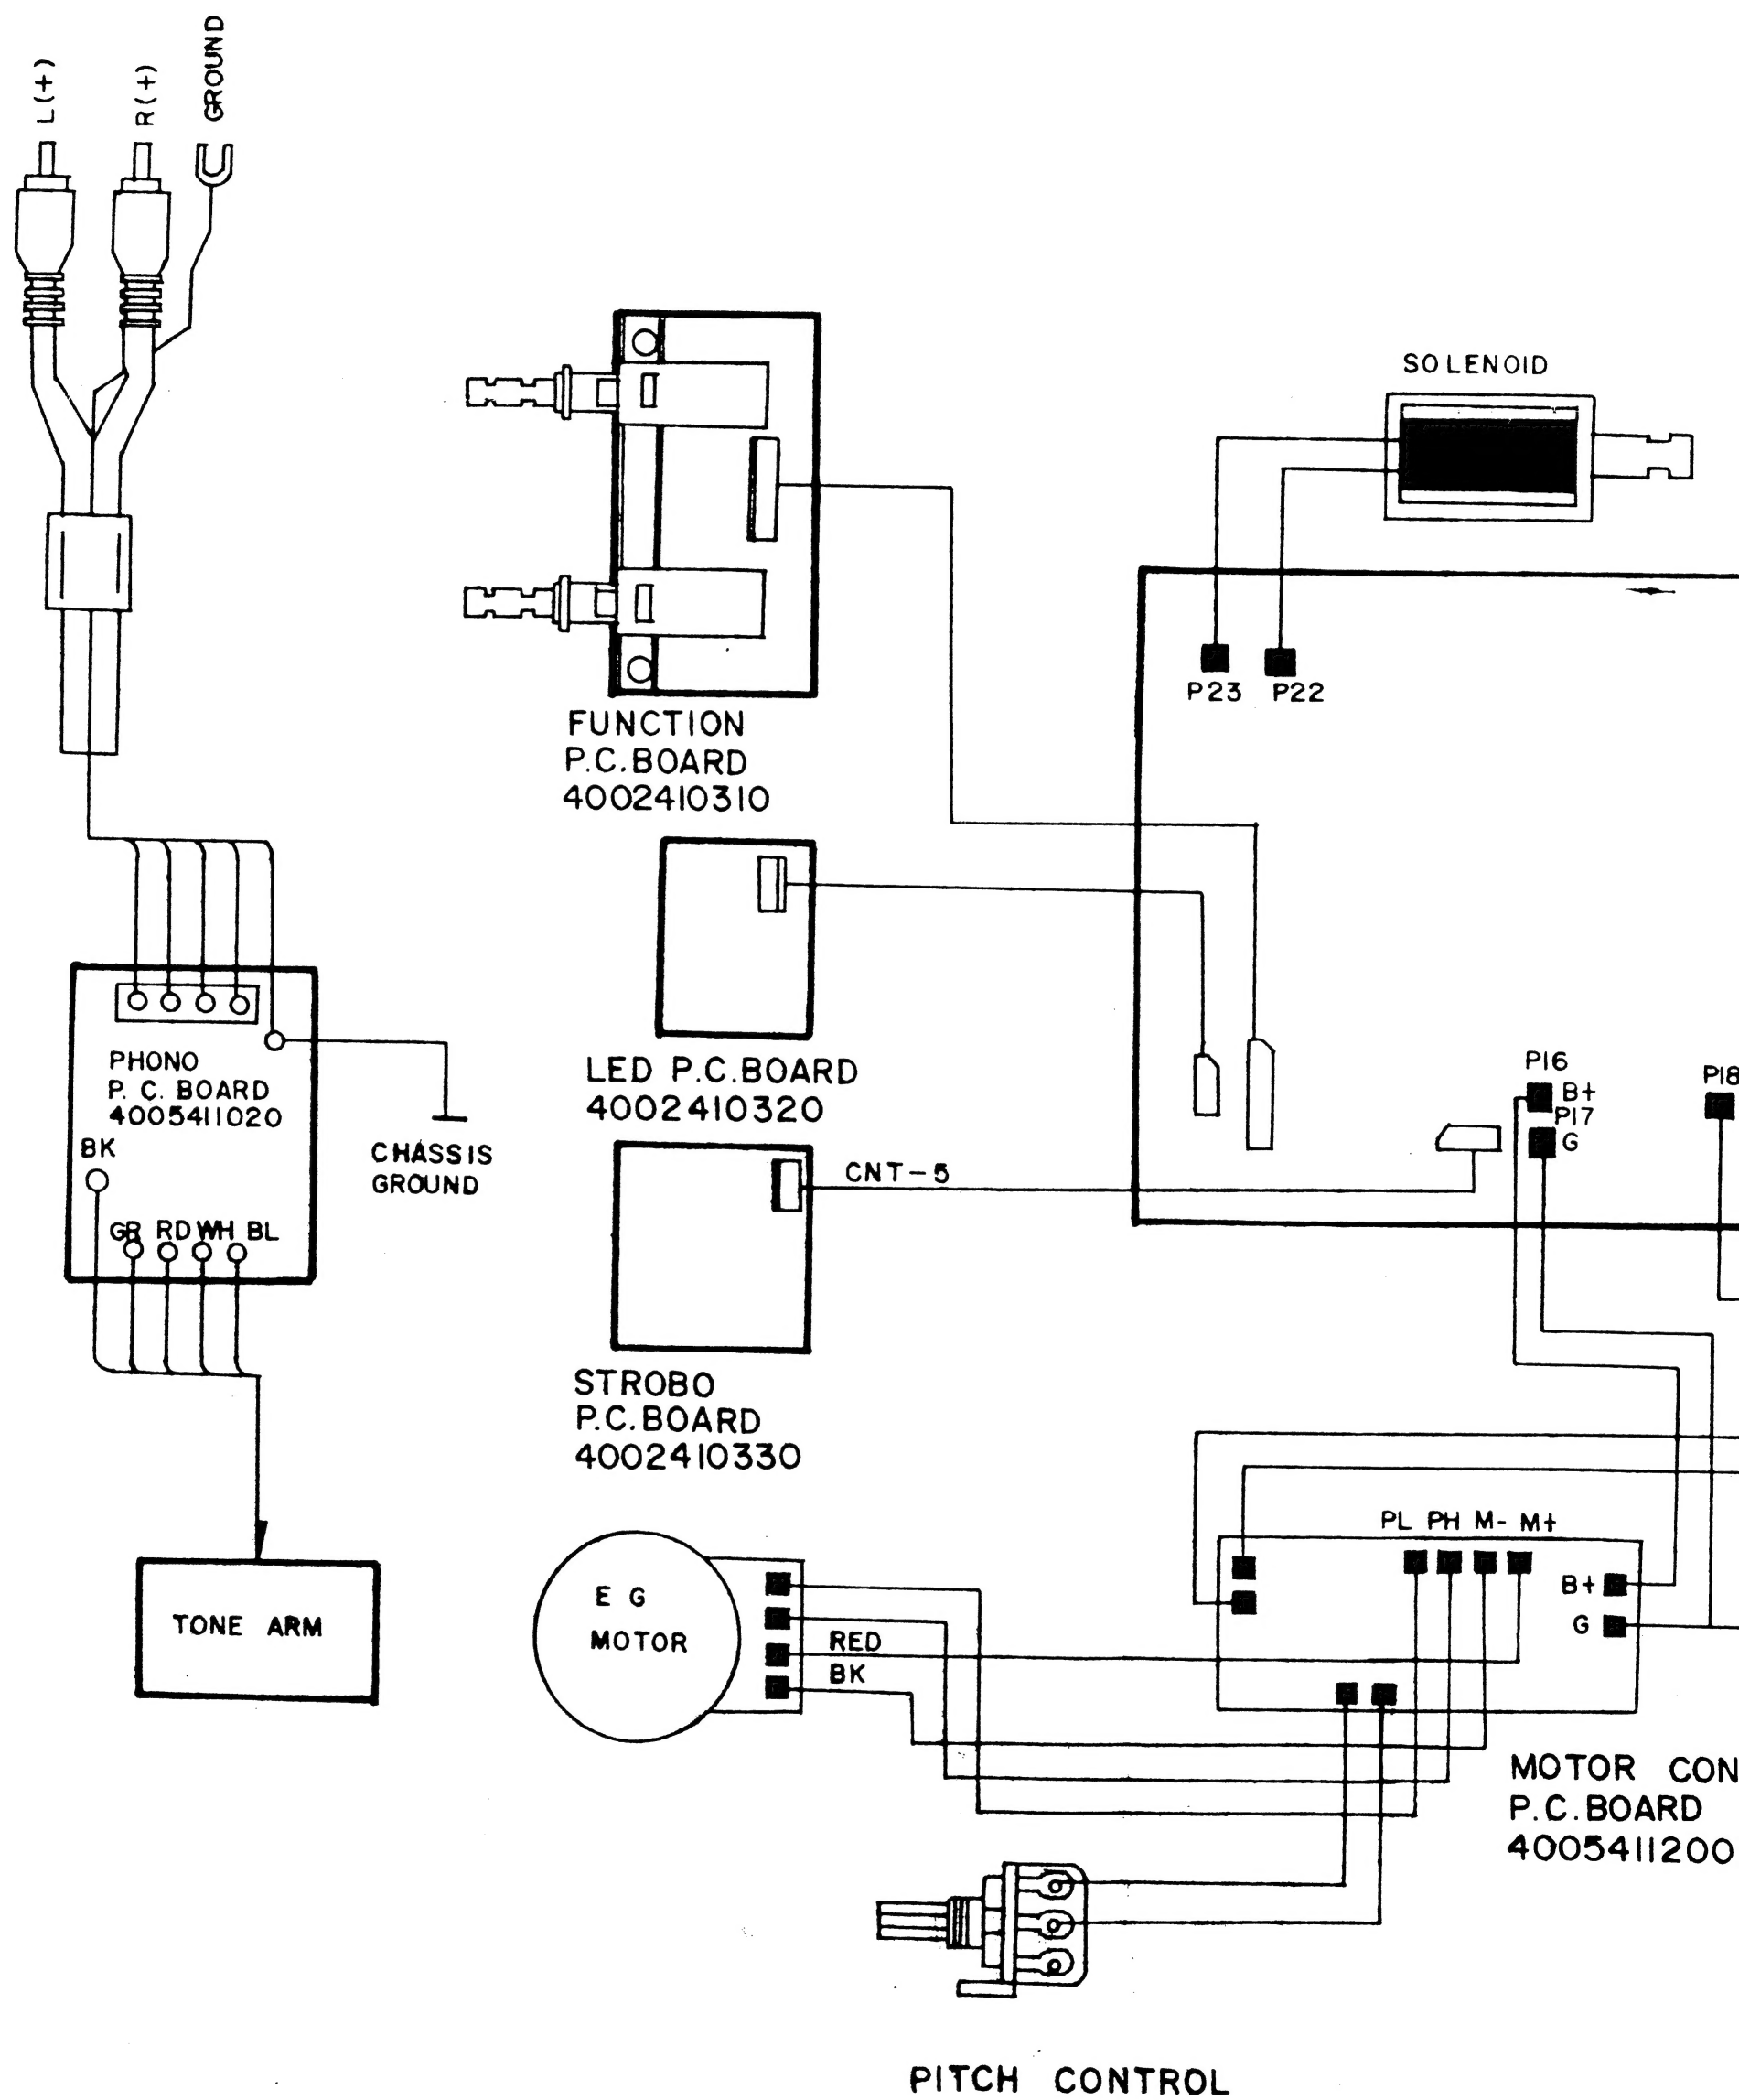 L(+)
R(+)
GROUND
SOLENOID
P23 P22
FUNCTION
P.C.BOARD
4002410310
LED P.C.BOARD
4002410320
PHONO
P. C. BOARD
4005411020
BK
GR RD WH BL
CHASSIS
GROUND
CNT-5
P16
B+
P17
G
P18
STROBO
P.C.BOARD
4002410330
TONE ARM
E G
MOTOR
RED
BK
PL PH M- M+
B+
G
MOTOR CON
P.C.BOARD
4005411200
PITCH CONTROL